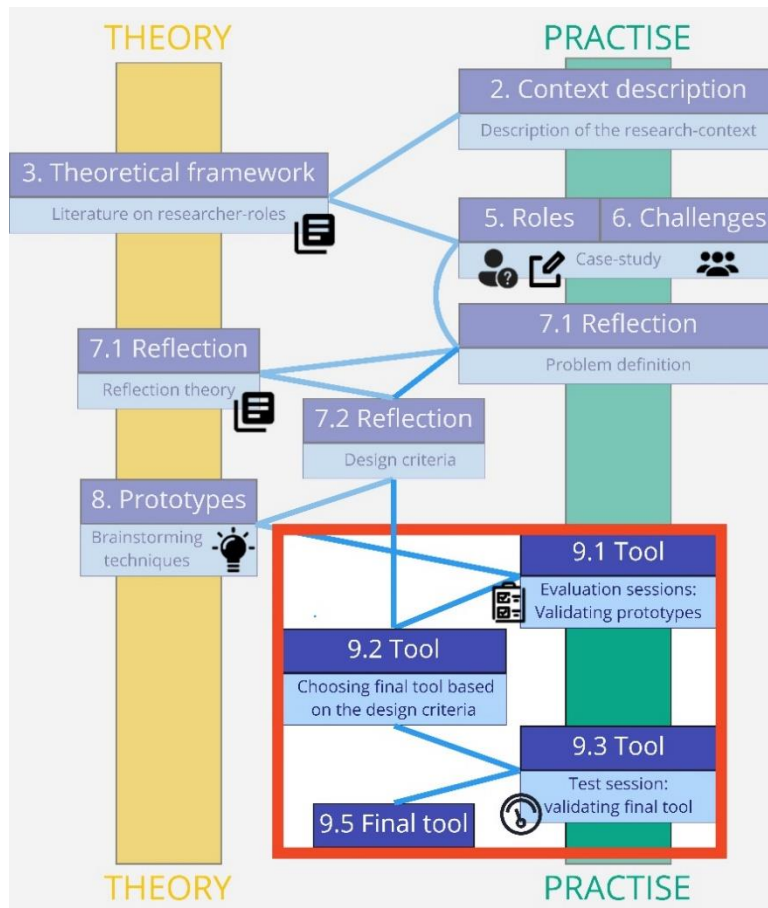 THEORY
PRACTISE
2. Context description
Description of the research-context
3. Theoretical framework
Literature on researcher-roles
5. Roles
6. Challenges
Case-study
7.1 Reflection
Problem definition
7.1 Reflection
Reflection theory
7.2 Reflection
Design criteria
8. Prototypes
Brainstorming
techniques
9.1 Tool
Evaluation sessions:
Validating prototypes
9.2 Tool
Choosing final tool based
on the design criteria
9.3 Tool
Test session:
validating final tool
9.5 Final tool
THEORY
PRACTISE